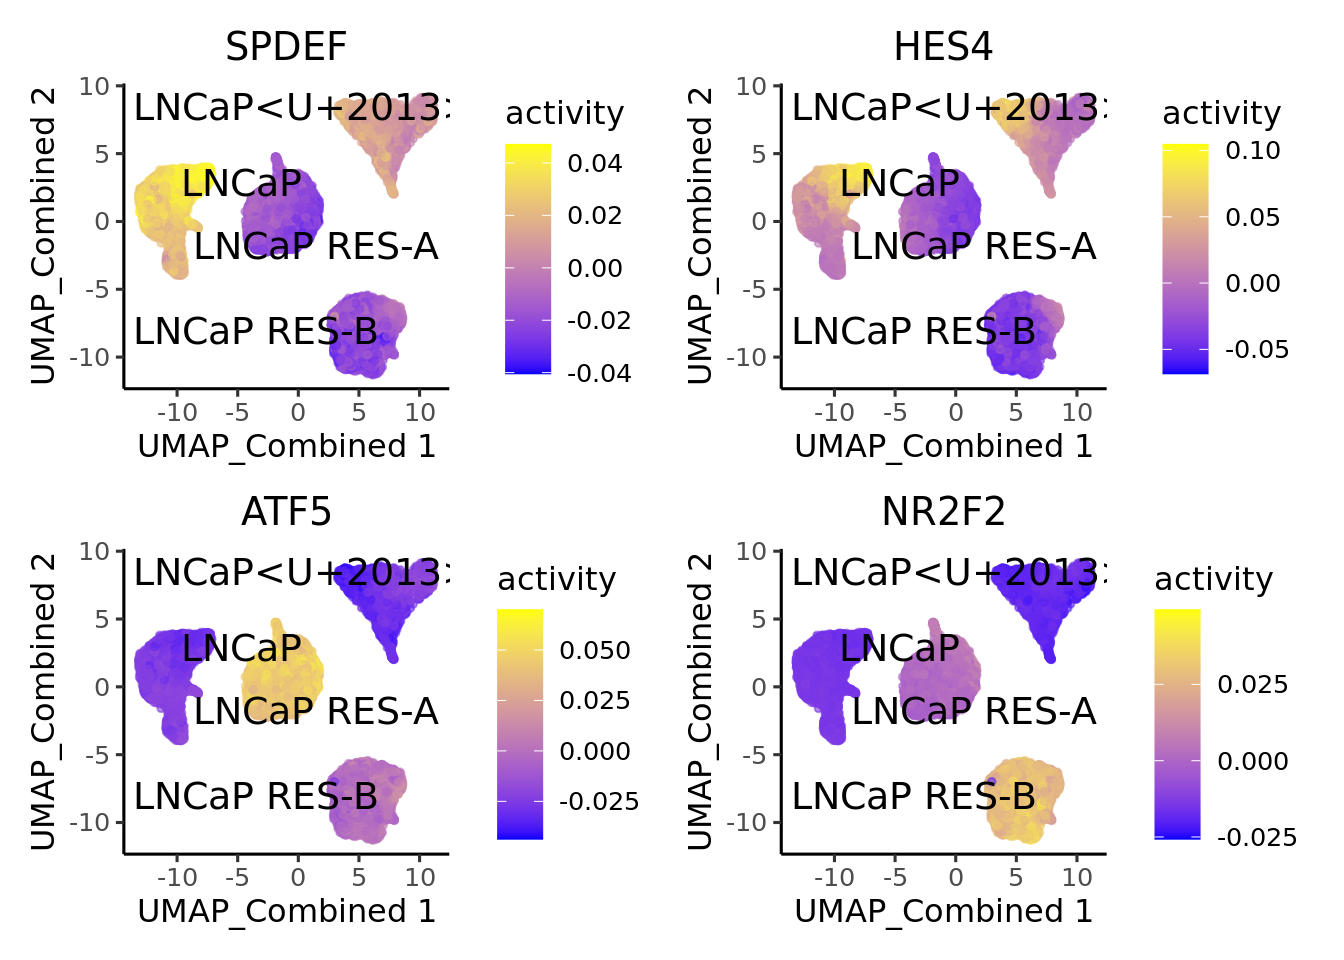 SPDEF
UMAP_Combined 2
10
5
0
-5
-10
LNCaP<U+2013>
LNCaP
LNCaP RES-A
LNCaP RES-B
-10 -5 0 5 10
UMAP_Combined 1
activity
0.04
0.02
0.00
-0.02
-0.04
HES4
UMAP_Combined 2
10
5
0
-5
-10
LNCaP<U+2013>
LNCaP
LNCaP RES-A
LNCaP RES-B
-10 -5 0 5 10
UMAP_Combined 1
activity
0.10
0.05
0.00
-0.05
ATF5
UMAP_Combined 2
10
5
0
-5
-10
LNCaP<U+2013>
LNCaP
LNCaP RES-A
LNCaP RES-B
-10 -5 0 5 10
UMAP_Combined 1
activity
0.050
0.025
0.000
-0.025
NR2F2
UMAP_Combined 2
10
5
0
-5
-10
LNCaP<U+2013>
LNCaP
LNCaP RES-A
LNCaP RES-B
-10 -5 0 5 10
UMAP_Combined 1
activity
0.025
0.000
-0.025